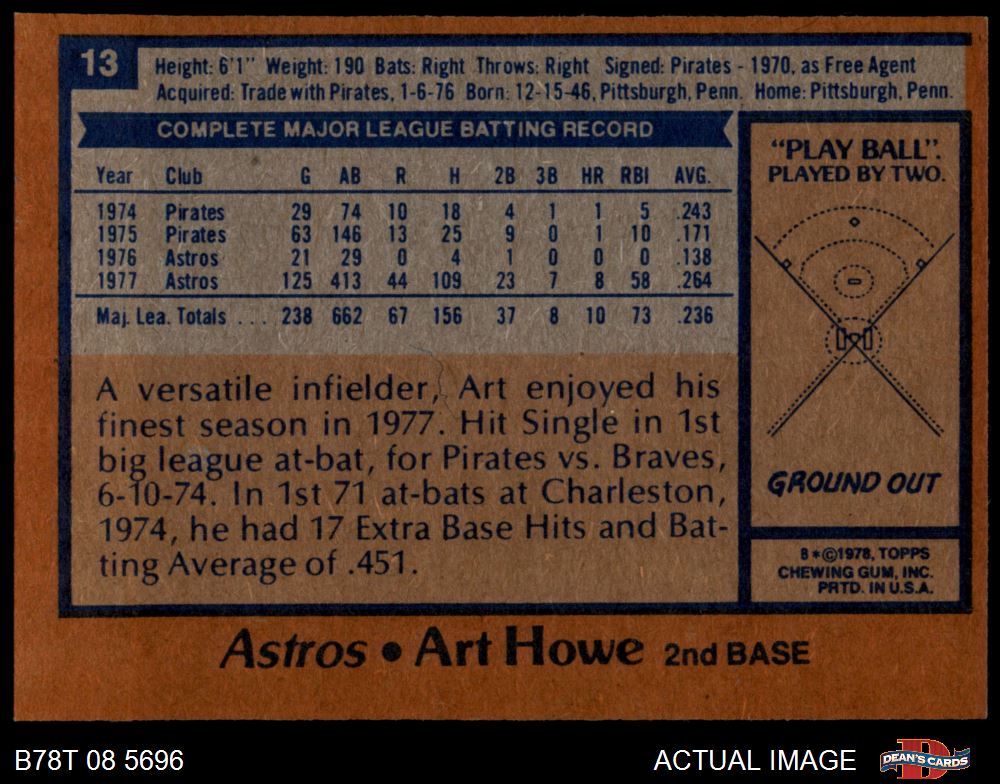 13
Height: 6'1" Weight: 190 Bats: Right Throws: Right Signed: Pirates - 1970, as Free Agent
Acquired: Trade with Pirates, 1-6-76 Born: 12-15-46, Pittsburgh, Penn. Home: Pittsburgh, Penn.
COMPLETE MAJOR LEAGUE BATTING RECORD
Year Club G AB R H 2B 3B HR RBI AVG.
1974 Pirates 29 74 10 18 4 1 1 5 .243
1975 Pirates 63 146 13 25 9 0 1 10 .171
1976 Astros 21 29 0 4 1 0 0 0 .138
1977 Astros 125 413 44 109 23 7 8 58 .264
Maj. Lea. Totals . . . 238 662 67 156 37 8 10 73 .236
A versatile infielder, Art enjoyed his
finest season in 1977. Hit Single in 1st
big league at-bat, for Pirates vs. Braves,
6-10-74. In 1st 71 at-bats at Charleston,
1974, he had 17 Extra Base Hits and Bat-
ting Average of .451.
"PLAY BALL".
PLAYED BY TWO.
GROUND OUT
8*©1978, TOPPS
CHEWING GUM, INC.
PRTD. IN U.S.A.
Astros • Art Howe 2nd BASE
B78T 08 5696
ACTUAL IMAGE
D
DEAN'S CARDS